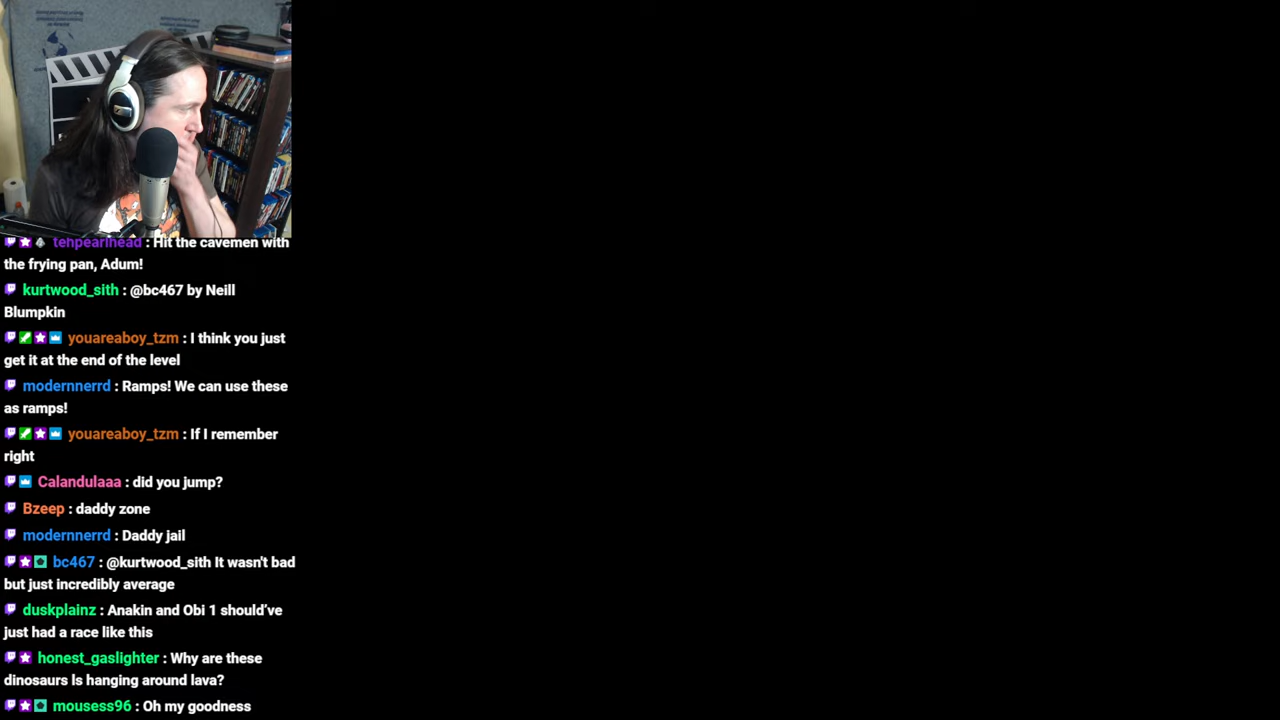 tehpearlhead : Hit the cavemen with
the frying pan, Adum!
kurtwood_sith : @bc467 by Neill
Blumpkin
youareaboy_tzm : I think you just
get it at the end of the level
modernnerrd : Ramps! We can use these
as ramps!
youareaboy_tzm : If I remember
right
Calandulaaa : did you jump?
Bzeep : daddy zone
modernnerrd : Daddy jail
bc467 : @kurtwood_sith It wasn't bad
but just incredibly average
duskplainz : Anakin and Obi 1 should've
just had a race like this
honest_gaslighter : Why are these
dinosaurs ls hanging around lava?
mousess96 : Oh my goodness